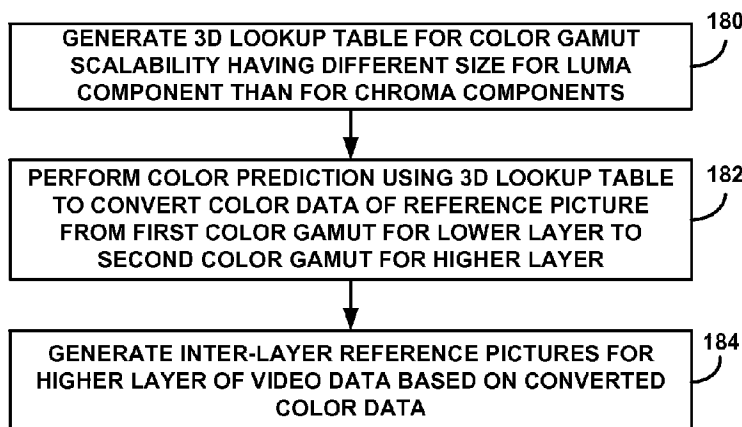 GENERATE 3D LOOKUP TABLE FOR COLOR GAMUT
SCALABILITY HAVING DIFFERENT SIZE FOR LUMA
COMPONENT THAN FOR CHROMA COMPONENTS
180
PERFORM COLOR PREDICTION USING 3D LOOKUP TABLE
TO CONVERT COLOR DATA OF REFERENCE PICTURE
FROM FIRST COLOR GAMUT FOR LOWER LAYER TO
SECOND COLOR GAMUT FOR HIGHER LAYER
182
GENERATE INTER-LAYER REFERENCE PICTURES FOR
HIGHER LAYER OF VIDEO DATA BASED ON CONVERTED
COLOR DATA
184